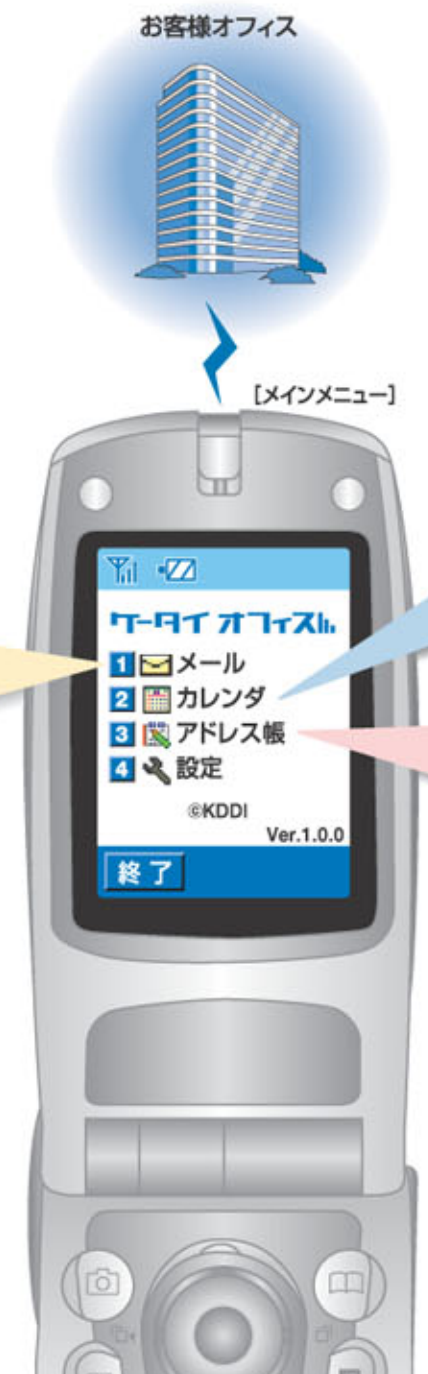 お客様オフィス
[メインメニュー]
ケータイ オフィス
1 メール
2 カレンダ
3 アドレス帳
4 設定
©KDDI
Ver.1.0.0
終了